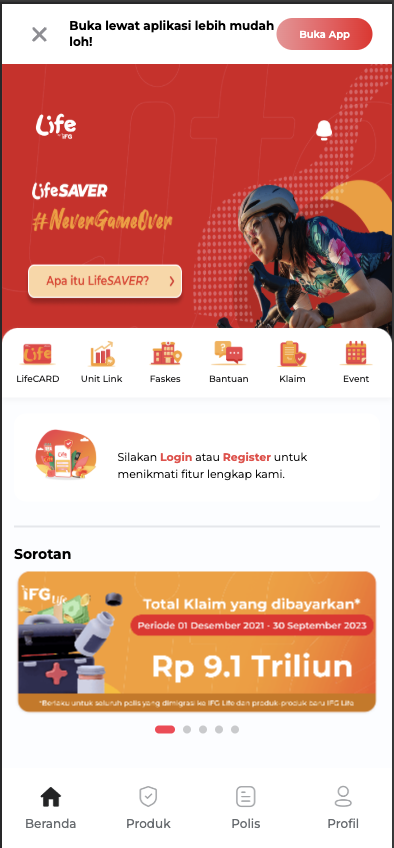 Buka lewat aplikasi lebih mudah
loh!
Buka App
Life
by IFG
LifeSAVER
#NeverGameOver
Apa itu LifeSAVER?
Life
LifeCARD
Unit Link
Faskes
Bantuan
Klaim
Event
Silakan Login atau Register untuk
menikmati fitur lengkap kami.
Sorotan
IFG Life
Total Klaim yang dibayarkan*
Periode 01 Desember 2021 - 30 September 2023
Rp 9.1 Triliun
*Berlaku untuk seluruh polis yang dimigrasi ke IFG Life dan produk-produk baru IFG Life
Beranda
Produk
Polis
Profil